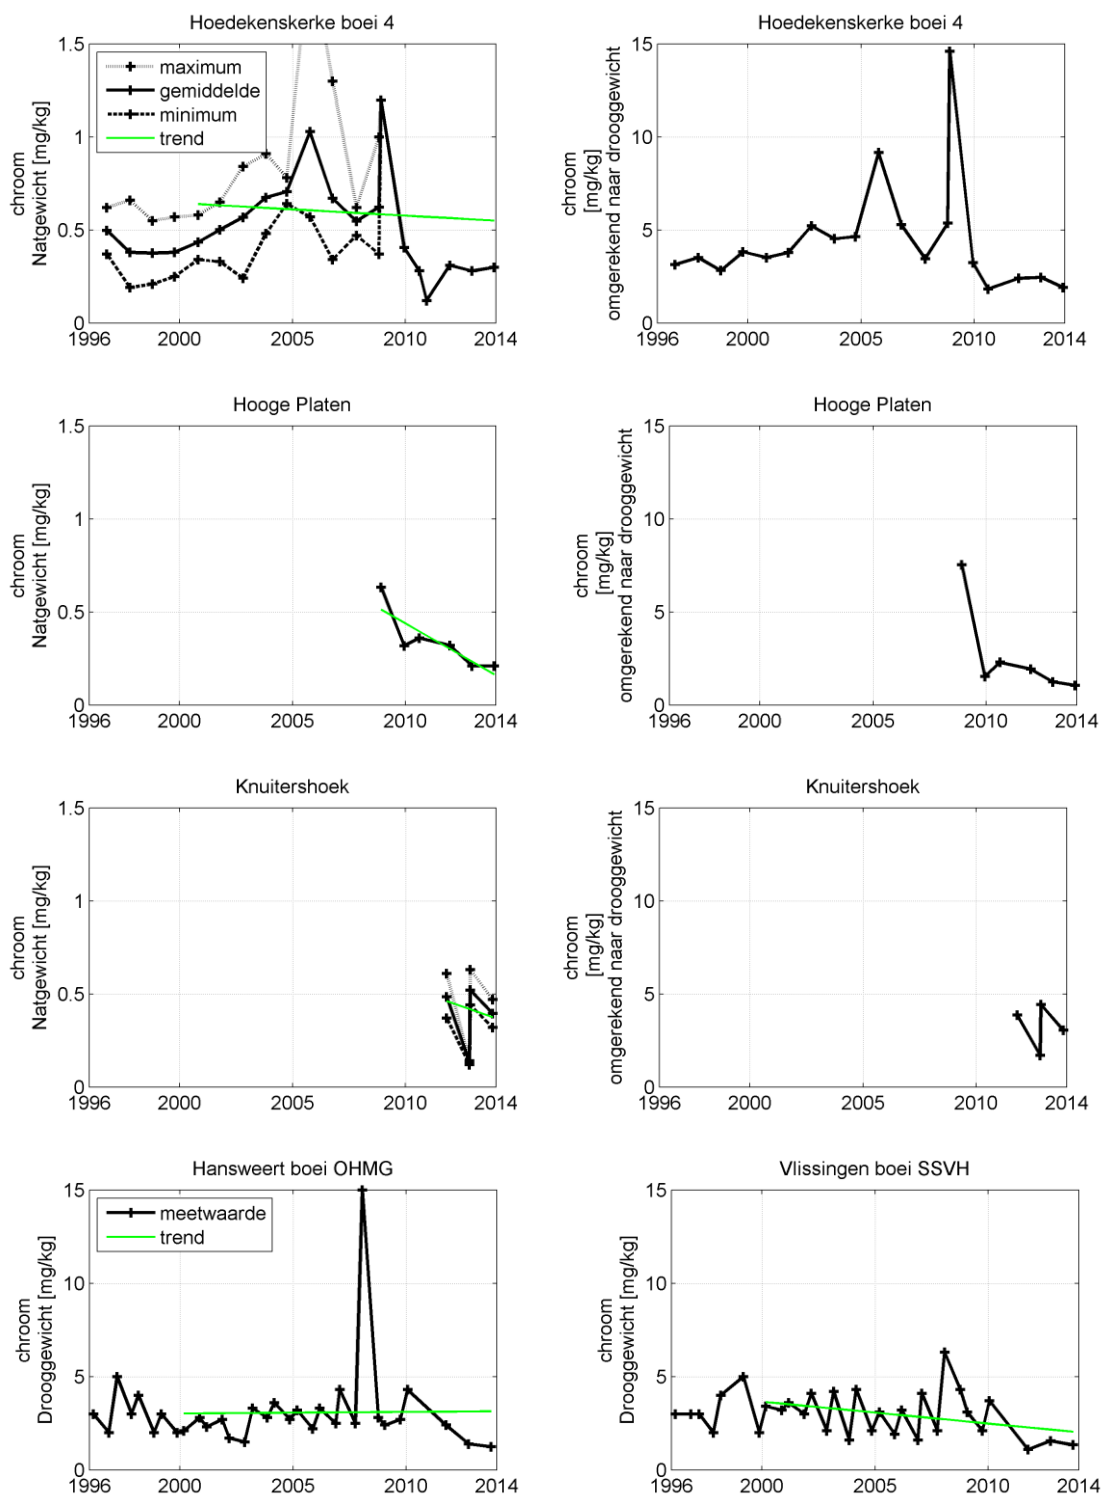 Hoedekenskerke boei 4
chroom
Natgewicht [mg/kg]
1.5
1
0.5
0
maximum
gemiddelde
minimum
trend
1996 2000 2005 2010 2014
Hoedekenskerke boei 4
chroom
[mg/kg]
omgerekend naar drooggewicht
15
10
5
0
1996 2000 2005 2010 2014
Hooge Platen
chroom
Natgewicht [mg/kg]
1.5
1
0.5
0
1996 2000 2005 2010 2014
Hooge Platen
chroom
[mg/kg]
omgerekend naar drooggewicht
15
10
5
0
1996 2000 2005 2010 2014
Knuitershoek
chroom
Natgewicht [mg/kg]
1.5
1
0.5
0
1996 2000 2005 2010 2014
Knuitershoek
chroom
[mg/kg]
omgerekend naar drooggewicht
15
10
5
0
1996 2000 2005 2010 2014
Hansweert boei OHMG
chroom
Drooggewicht [mg/kg]
15
10
5
0
meetwaarde
trend
1996 2000 2005 2010 2014
Vlissingen boei SSVH
chroom
Drooggewicht [mg/kg]
15
10
5
0
1996 2000 2005 2010 2014